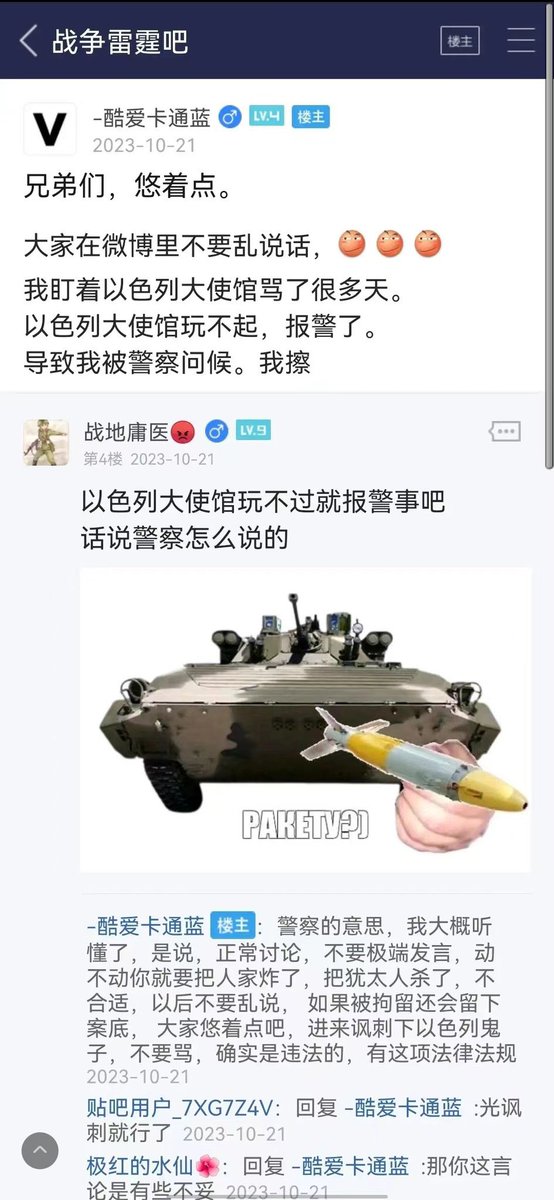 战争雷霆吧
楼主
V
-酷爱卡通蓝 LV.4 楼主
2023-10-21
兄弟们，悠着点。
大家在微博里不要乱说话，
我盯着以色列大使馆骂了很多天。
以色列大使馆玩不起，报警了。
导致我被警察问候。我擦
战地庸医 LV.9
第4楼 2023-10-21
以色列大使馆玩不过就报警事吧
话说警察怎么说的
РАКЕТУ?)
-酷爱卡通蓝 楼主：警察的意思，我大概听
懂了，是说，正常讨论，不要极端发言，动
不动你就要把人家炸了，把犹太人杀了，不
合适，以后不要乱说， 如果被拘留还会留下
案底， 大家悠着点吧，进来讽刺下以色列鬼
子，不要骂，确实是违法的，有这项法律法规
2023-10-21
贴吧用户_7XG7Z4V：回复 -酷爱卡通蓝 :光讽
刺就行了 2023-10-21
极红的水仙：回复 -酷爱卡通蓝 :那你这言
论是有些不妥 2023-10-21